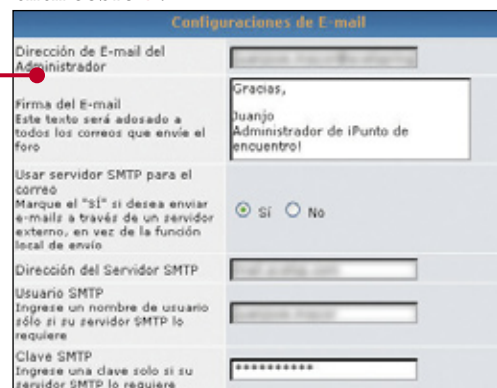 Configuraciones de E-mail
Dirección de E-mail del
Administrador
Firma del E-mail
Este texto será adosado a
todos los correos que envíe el
foro
Gracias,
Juanjo
Administrador de ¡Punto de
encuentro!
Usar servidor SMTP para el
correo
Marque el "SÍ" si desea enviar
e-mails a través de un servidor
externo, en vez de la función
local de envío
Sí No
Dirección del Servidor SMTP
Usuario SMTP
Ingrese un nombre de usuario
sólo si su servidor SMTP lo
requiere
Clave SMTP
Ingrese una clave solo si su
servidor SMTP lo requiere
**********